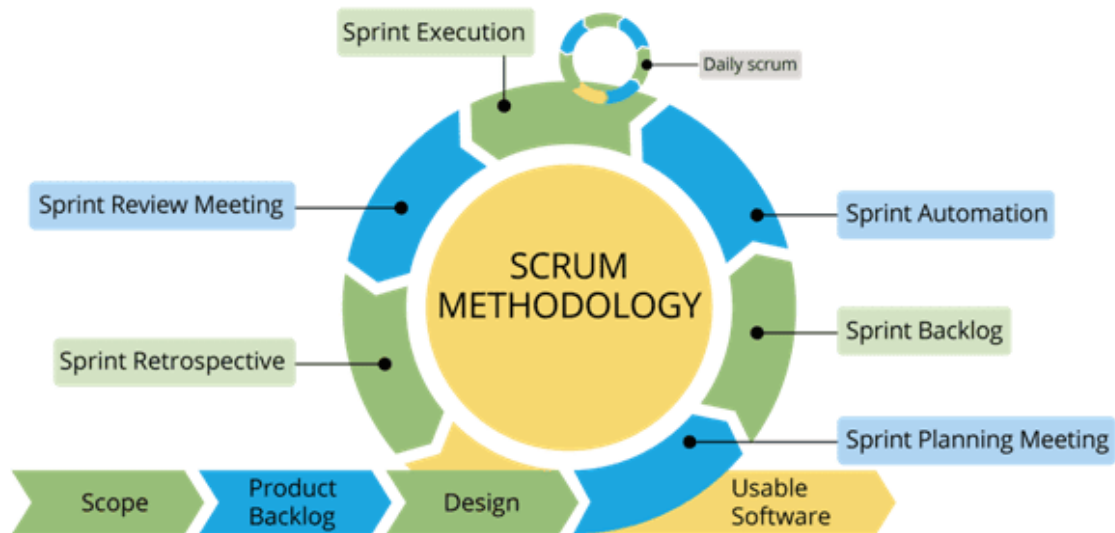 Sprint Execution
Daily scrum
Sprint Review Meeting
Sprint Automation
SCRUM
METHODOLOGY
Sprint Backlog
Sprint Retrospective
Sprint Planning Meeting
Scope
Product
Backlog
Design
Usable
Software